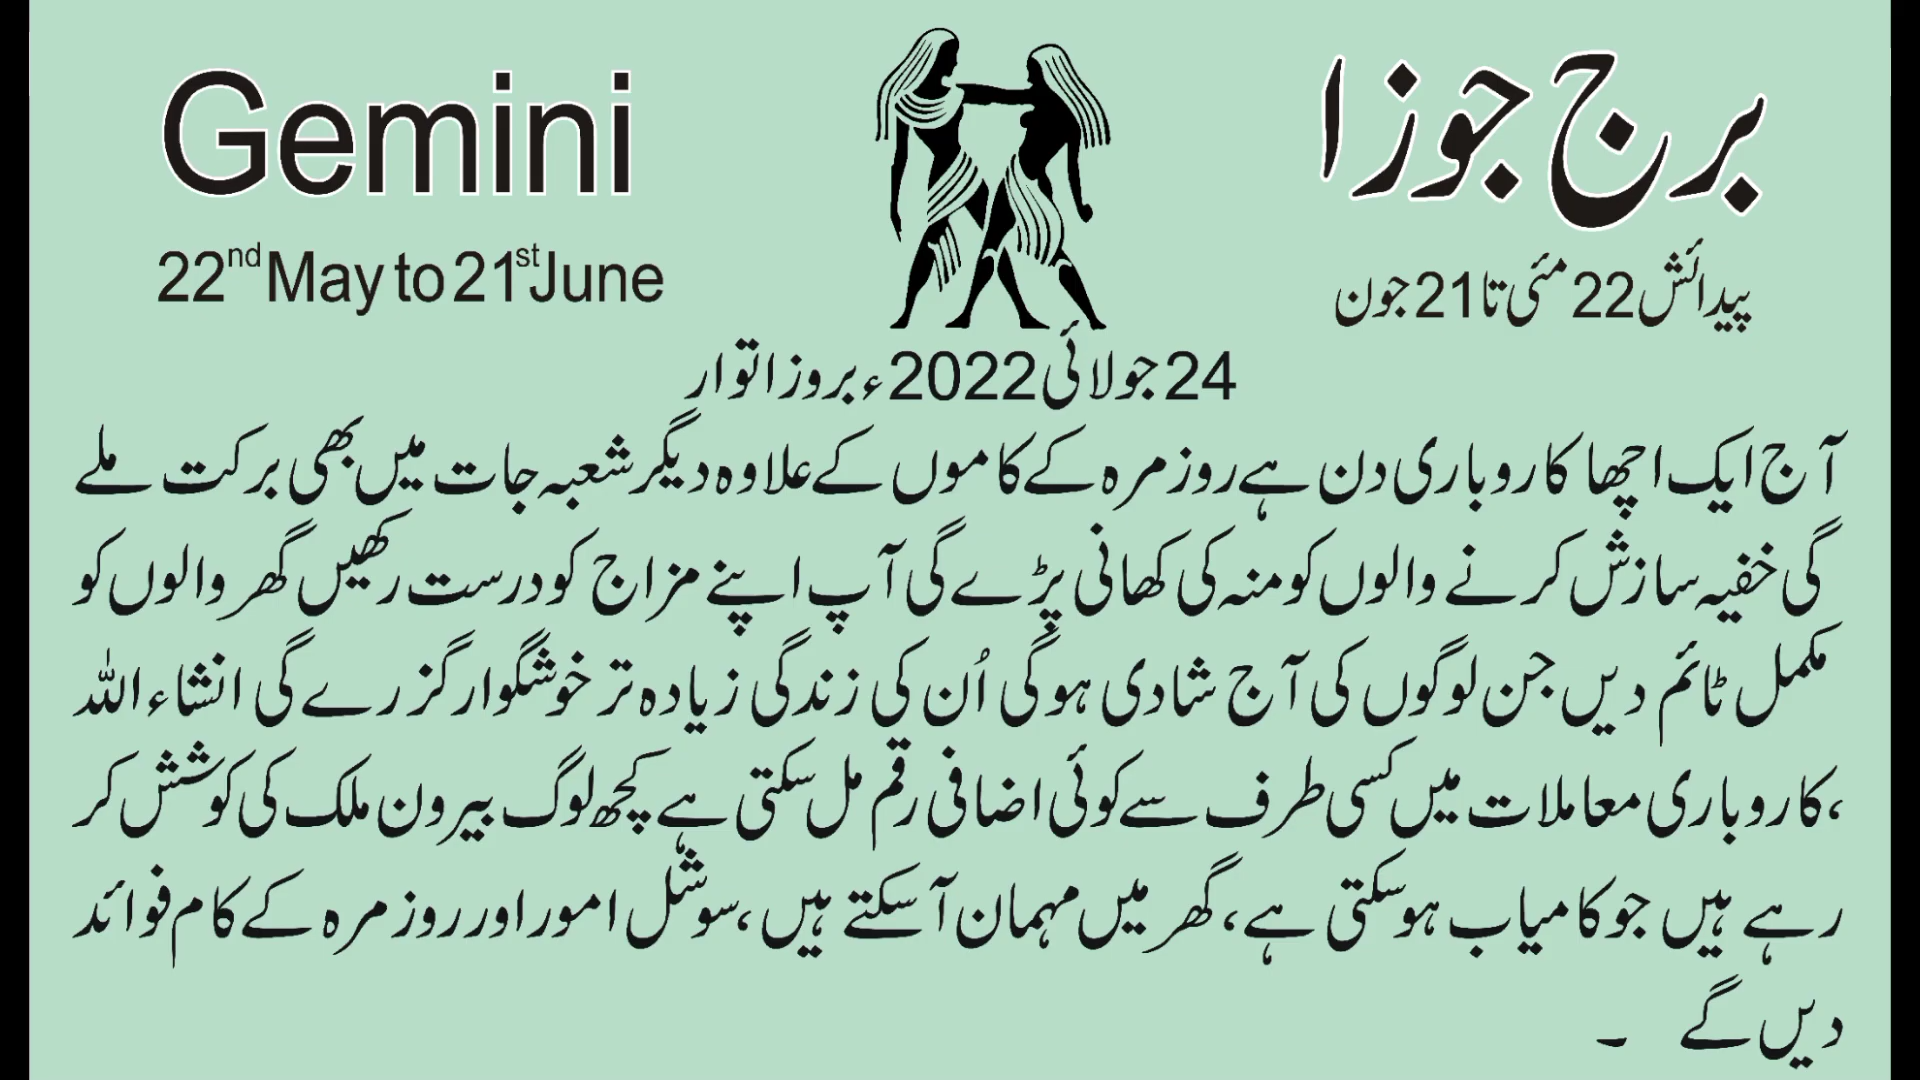 Gemini
برج جوزا
22nd May to 21st June
پیدائش 22 مئی تا 21 جون
24 جولائی 2022ء بروز اتوار
آج ایک اچھا کاروباری دن ہے روز مرہ کے کاموں کے علاوہ دیگر شعبہ جات میں بھی برکت ملے
گی خفیہ سازش کرنے والوں کو منہ کی کھانی پڑے گی آپ اپنے مزاج کو درست رکھیں گھر والوں کو
مکمل ٹائم دیں جن لوگوں کی آج شادی ہوگی اُن کی زندگی زیادہ تر خوشگوار گزرے گی انشاء اللہ
،کاروباری معاملات میں کسی طرف سے کوئی اضافی رقم مل سکتی ہے کچھ لوگ بیرون ملک کی کوشش کر
رہے ہیں جو کامیاب ہوسکتی ہے، گھر میں مہمان آسکتے ہیں، سوشل امور اور روز مرہ کے کام فوائد
دیں گے ۔